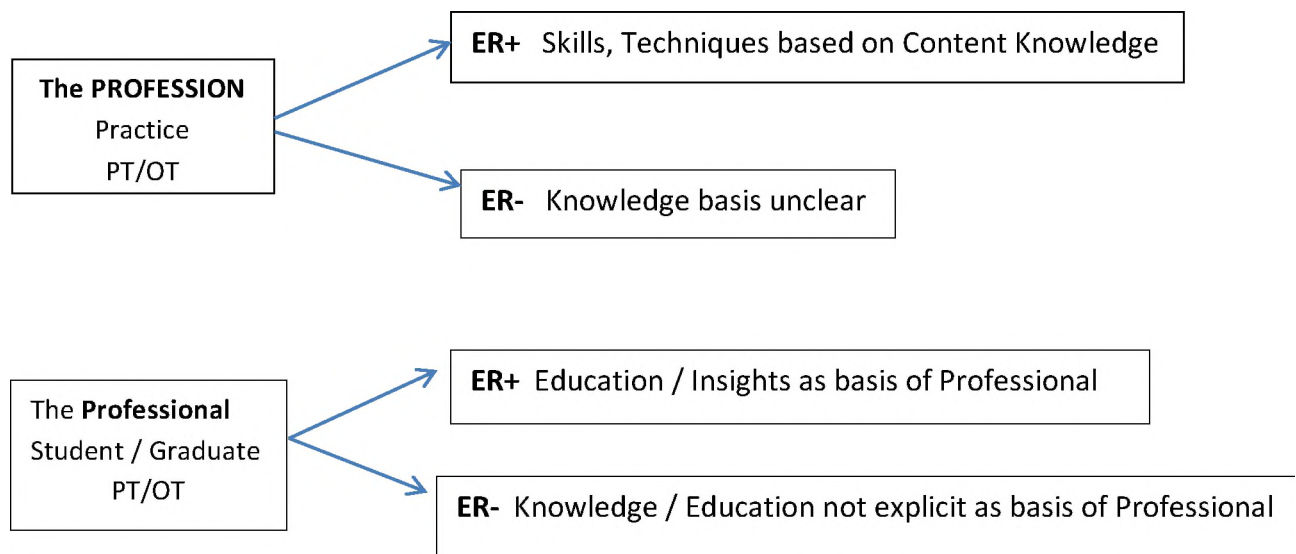 The PROFESSION
Practice
PT/OT
ER+ Skills, Techniques based on Content Knowledge
ER- Knowledge basis unclear
The Professional
Student / Graduate
PT/OT
ER+ Education / Insights as basis of Professional
ER- Knowledge / Education not explicit as basis of Professional